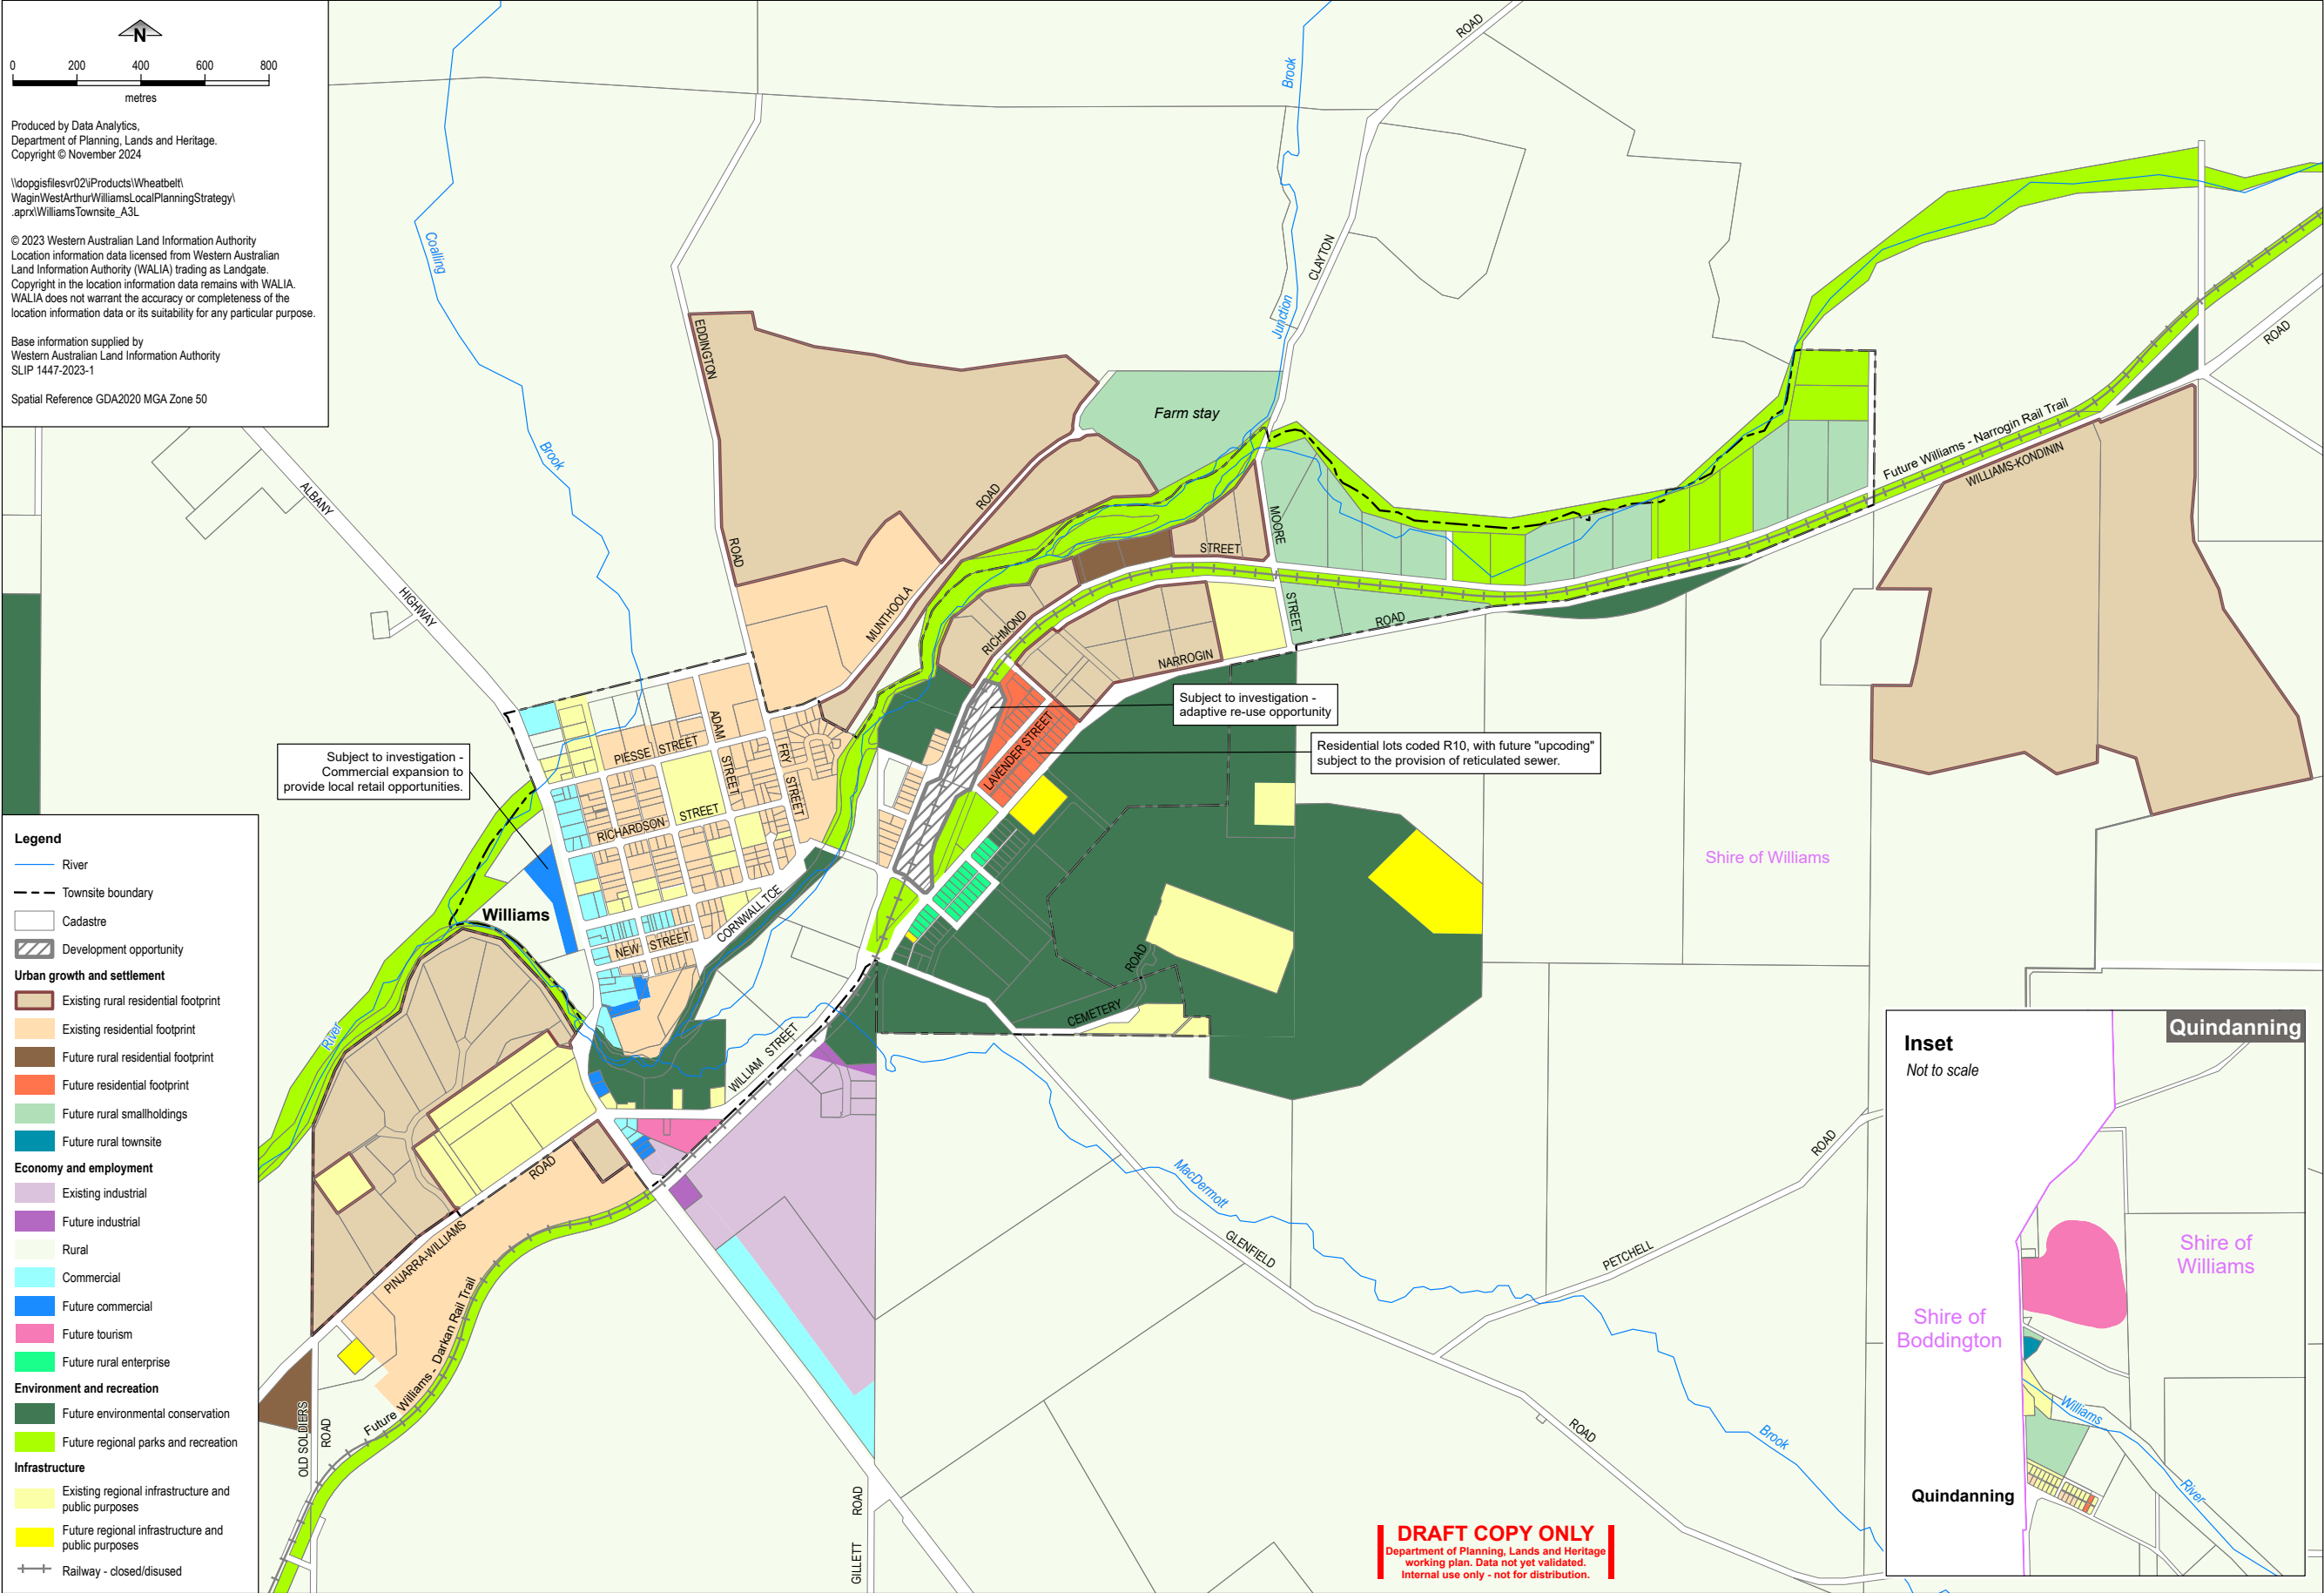 N
0 200 400 600 800
metres
Produced by Data Analytics,
Department of Planning, Lands and Heritage.
Copyright © November 2024
\\dopgisfilesvr02\iProducts\Wheatbelt\
WaginWestArthurWilliamsLocalPlanningStrategy\
.aprx\WilliamsTownsite_A3L
© 2023 Western Australian Land Information Authority
Location information data licensed from Western Australian
Land Information Authority (WALIA) trading as Landgate.
Copyright in the location information data remains with WALIA.
WALIA does not warrant the accuracy or completeness of the
location information data or its suitability for any particular purpose.
Base information supplied by
Western Australian Land Information Authority
SLIP 1447-2023-1
Spatial Reference GDA2020 MGA Zone 50
ROAD
Brook
CLAYTON
Junction
Coalling
Brook
EDDINGTON
ROAD
Farm stay
ROAD
MUNTHOOLA
ALBANY
HIGHWAY
MOORE
STREET
STREET
RICHMOND
NARROGIN
ROAD
Future Williams - Narrogin Rail Trail
WILLIAMS-KONDININ
ROAD
Subject to investigation -
adaptive re-use opportunity
Residential lots coded R10, with future "upcoding"
subject to the provision of reticulated sewer.
Subject to investigation -
Commercial expansion to
provide local retail opportunities.
PIESSE STREET
ADAM
STREET
FRY
STREET
RICHARDSON STREET
LAVENDER STREET
NEW STREET
CORNWALL TCE
Williams
River
WILLIAM STREET
CEMETERY ROAD
Shire of Williams
PINJARRA-WILLIAMS
ROAD
Future Williams - Darkan Rail Trail
OLD SOLDIERS
ROAD
MacDermott
Brook
GLENFIELD
ROAD
PETCHELL
ROAD
GILLETT ROAD
Legend
River
Townsite boundary
Cadastre
Development opportunity
Urban growth and settlement
Existing rural residential footprint
Existing residential footprint
Future rural residential footprint
Future residential footprint
Future rural smallholdings
Future rural townsite
Economy and employment
Existing industrial
Future industrial
Rural
Commercial
Future commercial
Future tourism
Future rural enterprise
Environment and recreation
Future environmental conservation
Future regional parks and recreation
Infrastructure
Existing regional infrastructure and
public purposes
Future regional infrastructure and
public purposes
Railway - closed/disused
DRAFT COPY ONLY
Department of Planning, Lands and Heritage
working plan. Data not yet validated.
Internal use only - not for distribution.
Quindanning
Inset
Not to scale
Shire of
Williams
Shire of
Boddington
Williams
River
Quindanning